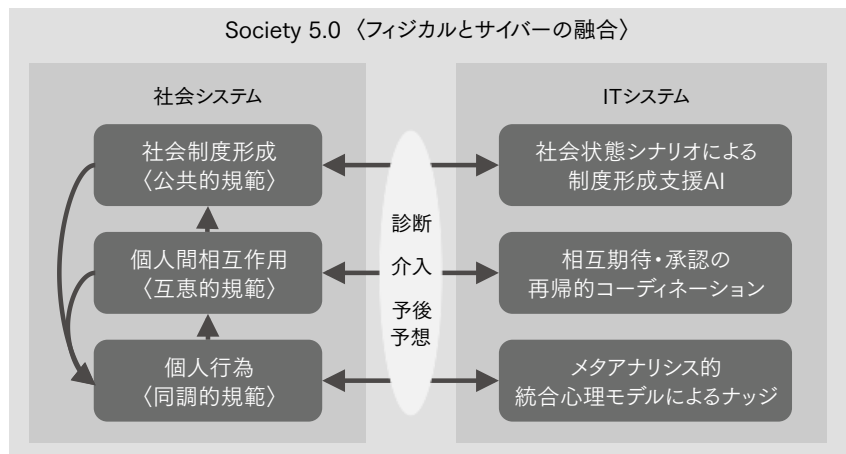 Society 5.0〈フィジカルとサイバーの融合〉
社会システム
社会制度形成
〈公共的規範〉
個人間相互作用
〈互恵的規範〉
個人行為
〈同調的規範〉
診断
介入
予後
予想
ITシステム
社会状態シナリオによる
制度形成支援AI
相互期待・承認の
再帰的コーディネーション
メタアナリシス的
統合心理モデルによるナッジ